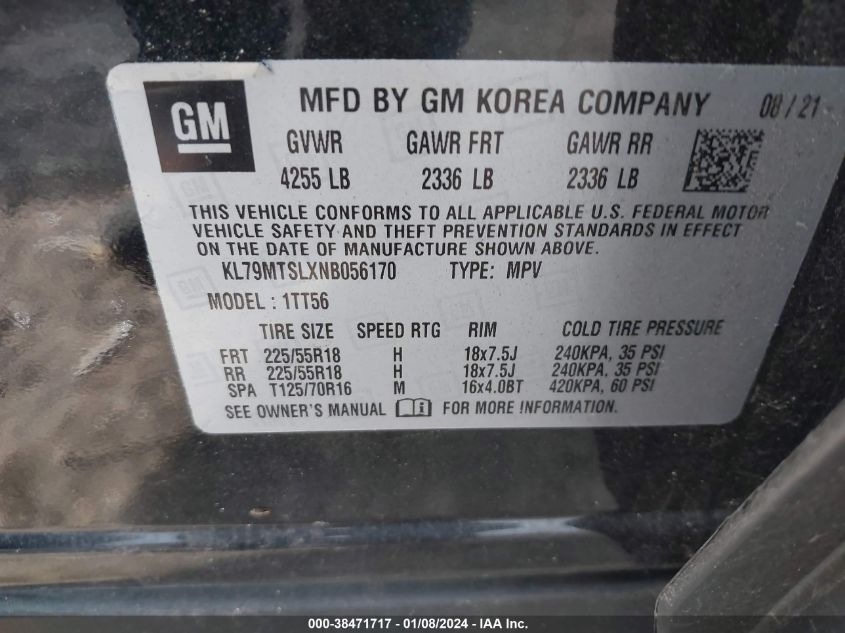 GM MFD BY GM KOREA COMPANY 08/21
GVWR GAWR FRT GAWR RR
4255 LB 2336 LB 2336 LB
THIS VEHICLE CONFORMS TO ALL APPLICABLE U.S. FEDERAL MOTOR
VEHICLE SAFETY AND THEFT PREVENTION STANDARDS IN EFFECT
ON THE DATE OF MANUFACTURE SHOWN ABOVE.
KL79MTSLXNB056170 TYPE: MPV
MODEL : 1TT56
TIRE SIZE SPEED RTG RIM COLD TIRE PRESSURE
FRT 225/55R18 H 18x7.5J 240KPA, 35 PSI
RR 225/55R18 H 18x7.5J 240KPA, 35 PSI
SPA T125/70R16 M 16x4.0BT 420KPA, 60 PSI
SEE OWNER'S MANUAL i FOR MORE INFORMATION.
000-38471717 - 01/08/2024 - IAA Inc.